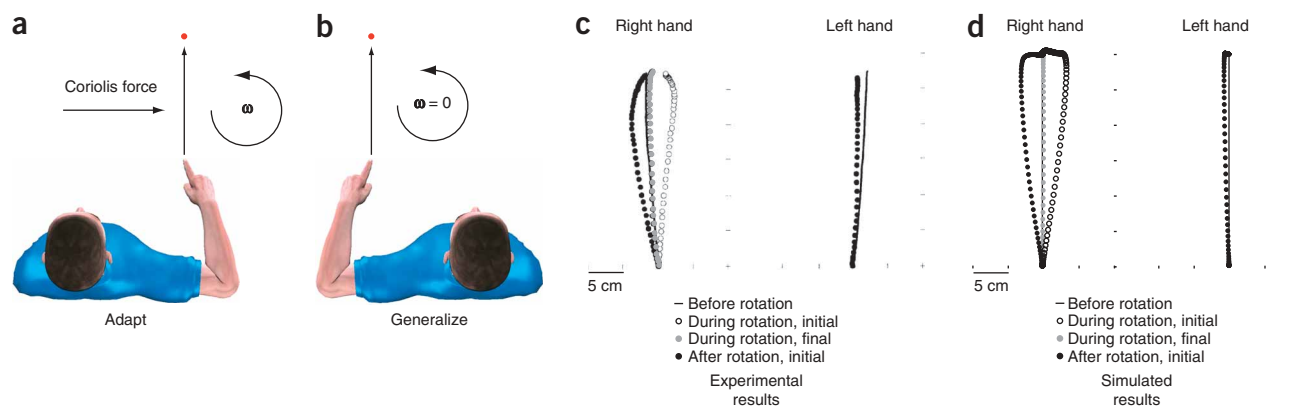 a
Coriolis force
ω
Adapt
b
ω = 0
Generalize
c
Right hand
Left hand
5 cm
Before rotation
During rotation, initial
During rotation, final
After rotation, initial
Experimental
results
d
Right hand
Left hand
5 cm
Before rotation
During rotation, initial
During rotation, final
After rotation, initial
Simulated
results